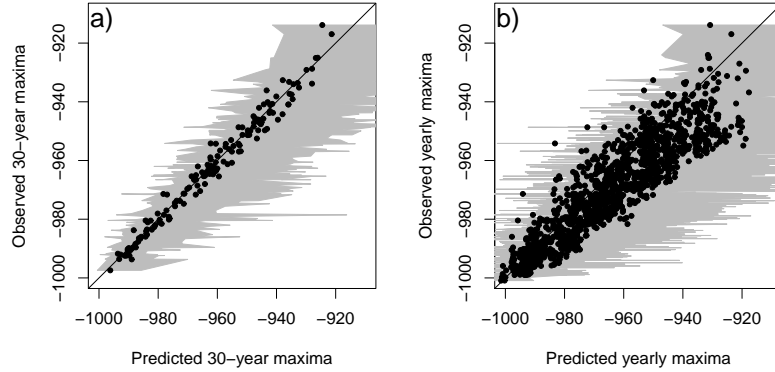 a)
Observed 30−year maxima
−920
−940
−960
−980
−1000
−1000 −980 −960 −940 −920
Predicted 30−year maxima
b)
Observed yearly maxima
−920
−940
−960
−980
−1000
−1000 −980 −960 −940 −920
Predicted yearly maxima